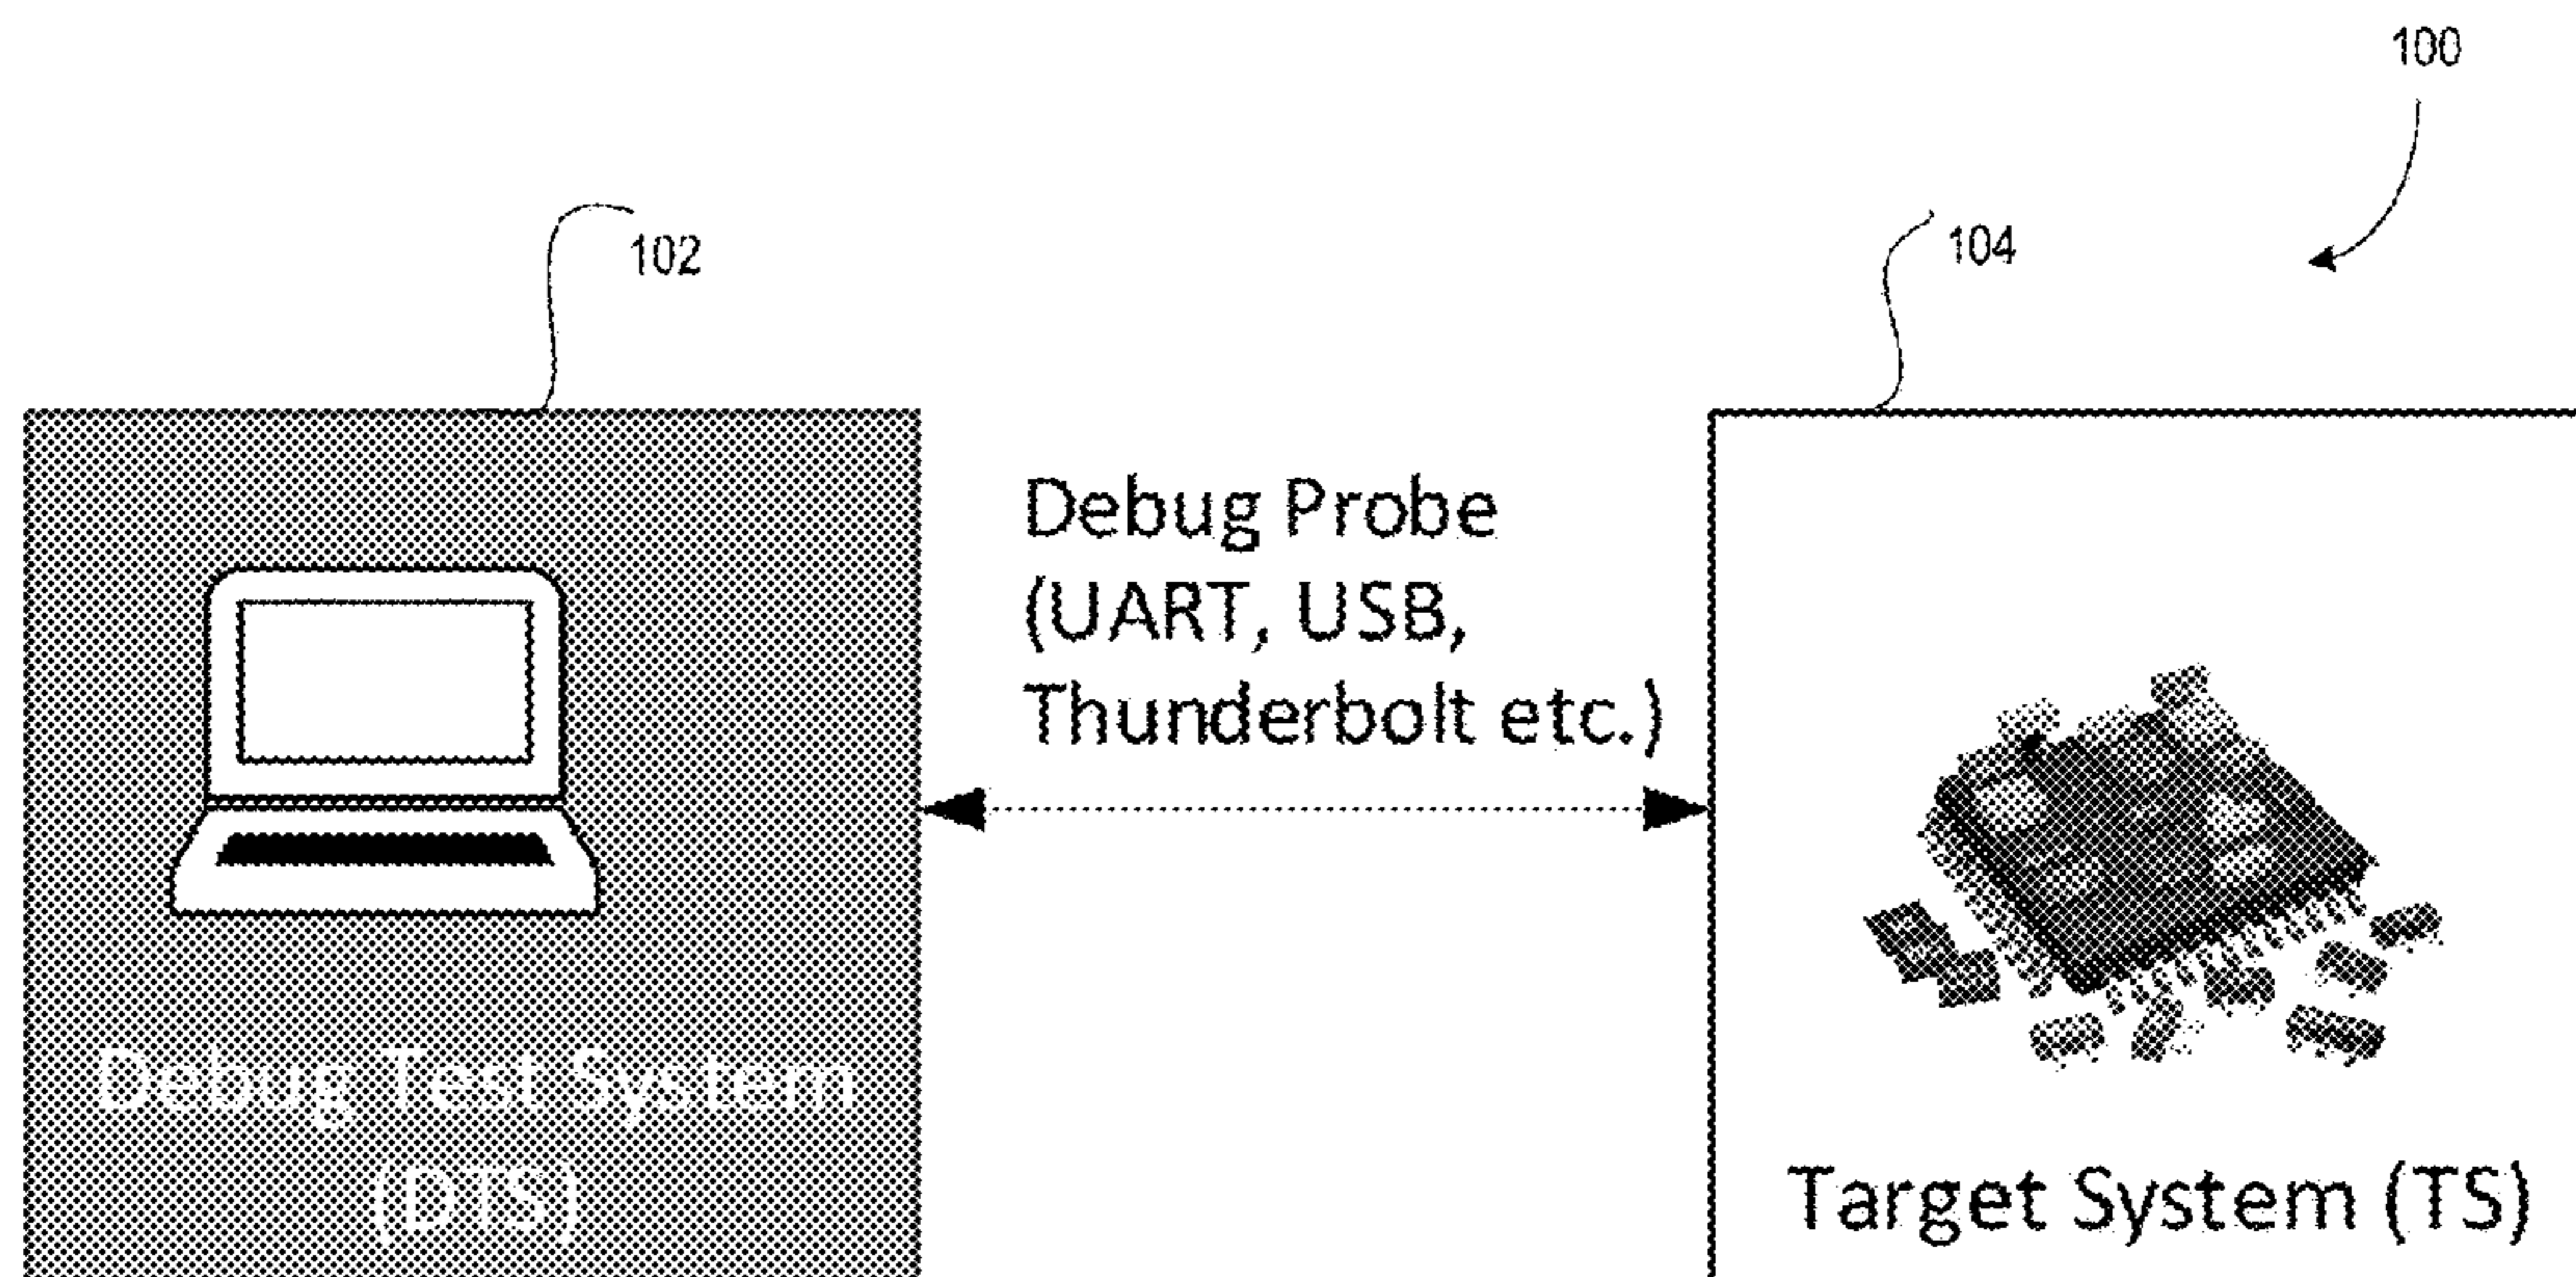 100
102
104
Debug Probe
(UART, USB,
Thunderbolt etc.)
Debug Test System
(DTS)
Target System (TS)